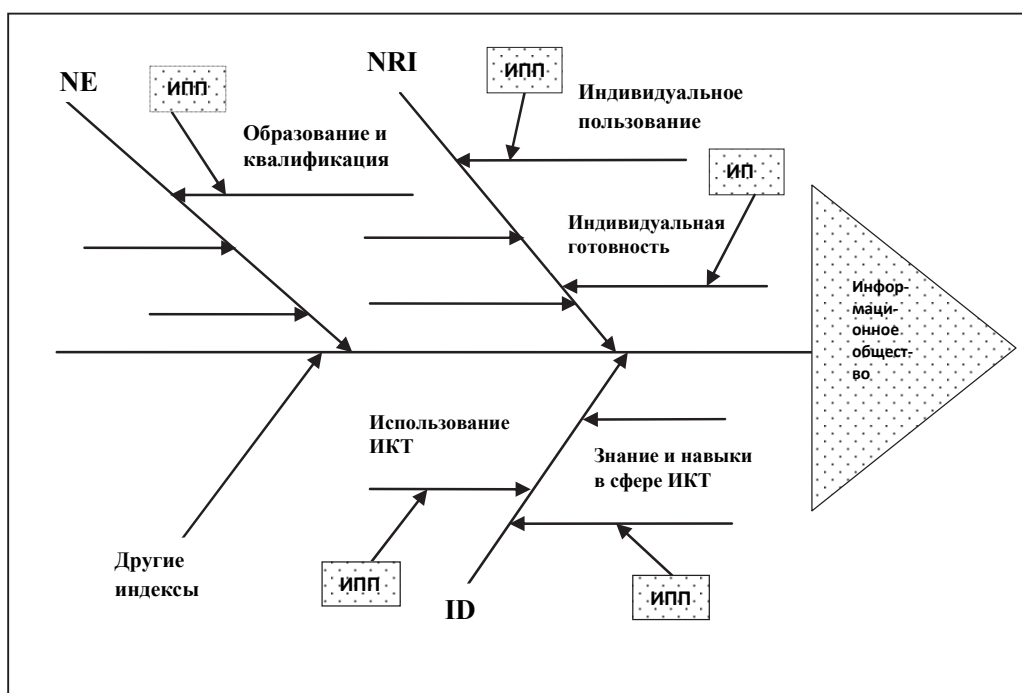 NE
ИПП
Образование и
квалификация
NRI
ИПП
Индивидуальное
пользование
ИП
Индивидуальная
готовность
Инфор-
маци-
онное
общест-
во
Использование
ИКТ
Знание и навыки
в сфере ИКТ
Другие
индексы
ИПП
ID
ИПП